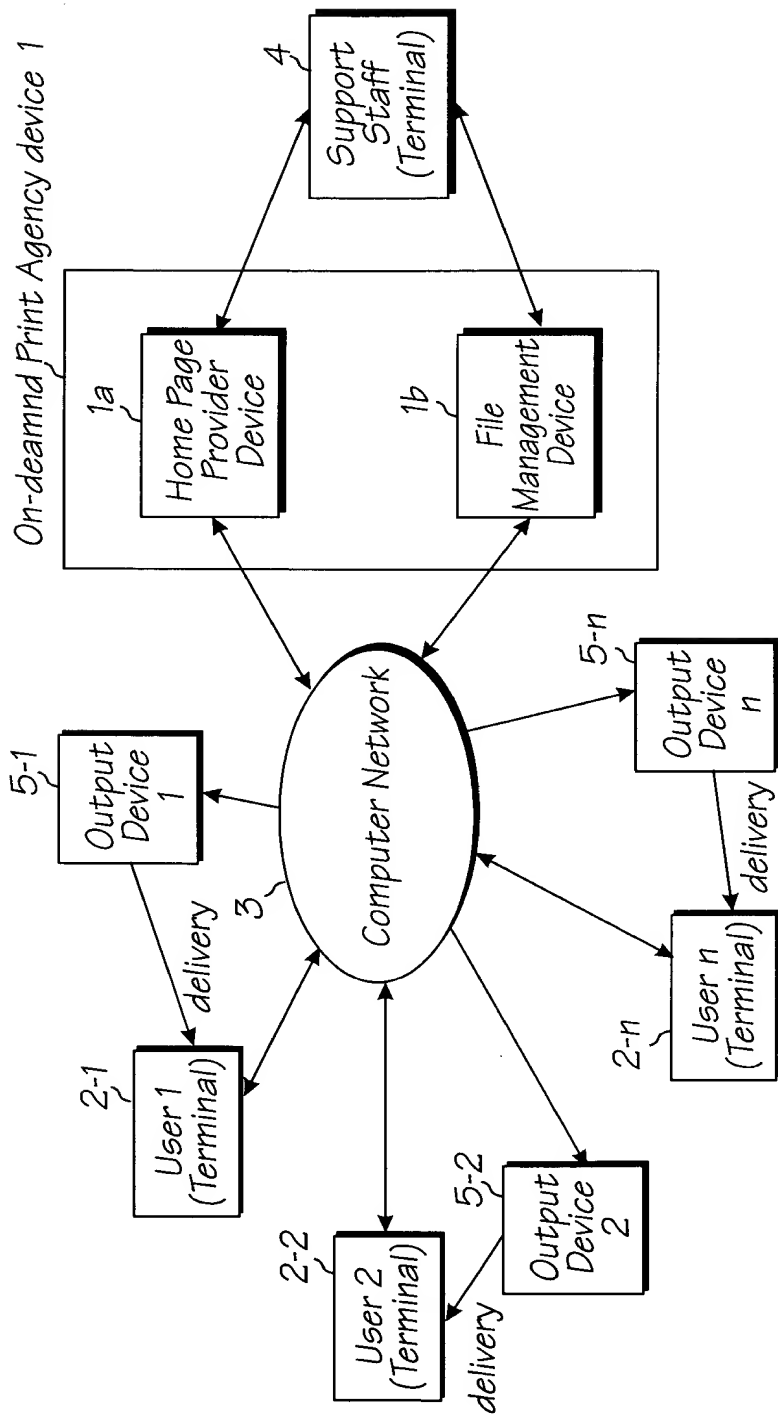 On-deamnd Print Agency device 1
4
Support
Staff
(Terminal)
1a
Home Page
Provider
Device
1b
File
Management
Device
3
Computer Network
5-1
Output
Device
1
delivery
2-1
User 1
(Terminal)
2-2
User 2
(Terminal)
delivery
5-2
Output
Device
2
5-n
Output
Device
n
delivery
2-n
User n
(Terminal)